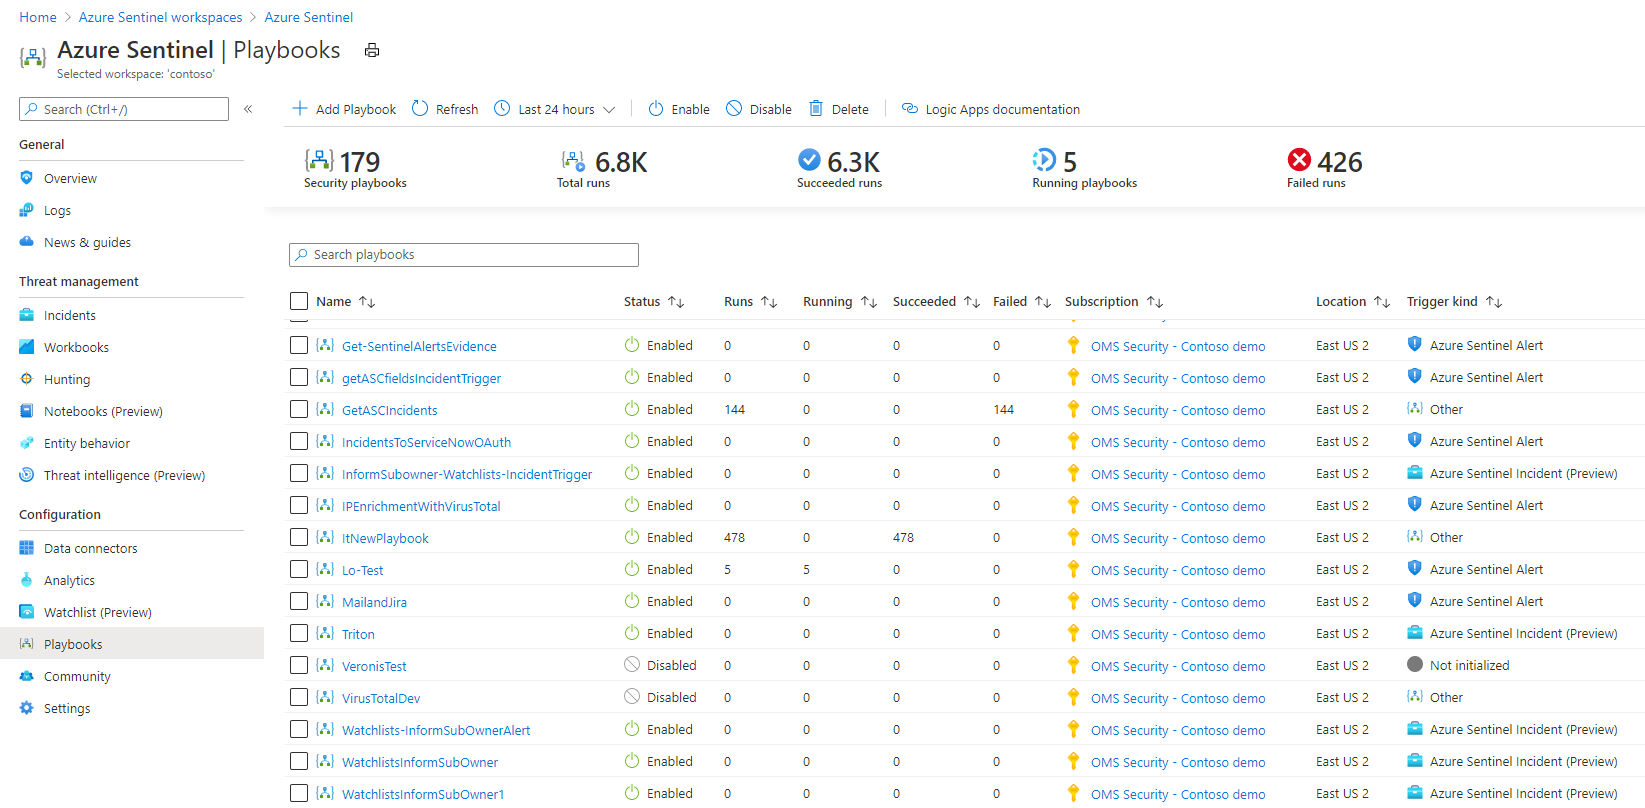 Home > Azure Sentinel workspaces > Azure Sentinel
Azure Sentinel | Playbooks
Selected workspace: 'contoso'
Search (Ctrl+/) «
Add Playbook Refresh Last 24 hours Enable Disable Delete Logic Apps documentation
General
Overview
Logs
News & guides
Threat management
Incidents
Workbooks
Hunting
Notebooks (Preview)
Entity behavior
Threat intelligence (Preview)
Configuration
Data connectors
Analytics
Watchlist (Preview)
Playbooks
Community
Settings
179 6.8K 6.3K 5 426
Security playbooks Total runs Succeeded runs Running playbooks Failed runs
Search playbooks
Name Status Runs Running Succeeded Failed Subscription Location Trigger kind
Get-SentinelAlertsEvidence Enabled 0 0 0 0 OMS Security - Contoso demo East US 2 Azure Sentinel Alert
getASCfieldsIncidentTrigger Enabled 0 0 0 0 OMS Security - Contoso demo East US 2 Azure Sentinel Alert
GetASCIncidents Enabled 144 0 0 144 OMS Security - Contoso demo East US 2 Other
IncidentsToServiceNowOAuth Enabled 0 0 0 0 OMS Security - Contoso demo East US 2 Azure Sentinel Alert
InformSubowner-Watchlists-IncidentTrigger Enabled 0 0 0 0 OMS Security - Contoso demo East US 2 Azure Sentinel Incident (Preview)
IPEnrichmentWithVirusTotal Enabled 0 0 0 0 OMS Security - Contoso demo East US 2 Azure Sentinel Alert
ItNewPlaybook Enabled 478 0 478 0 OMS Security - Contoso demo East US 2 Other
Lo-Test Enabled 5 5 0 0 OMS Security - Contoso demo East US 2 Azure Sentinel Alert
MailandJira Enabled 0 0 0 0 OMS Security - Contoso demo East US 2 Azure Sentinel Alert
Triton Enabled 0 0 0 0 OMS Security - Contoso demo East US 2 Azure Sentinel Incident (Preview)
VeronisTest Disabled 0 0 0 0 OMS Security - Contoso demo East US 2 Not initialized
VirusTotalDev Disabled 0 0 0 0 OMS Security - Contoso demo East US 2 Other
Watchlists-InformSubOwnerAlert Enabled 0 0 0 0 OMS Security - Contoso demo East US 2 Azure Sentinel Incident (Preview)
WatchlistsInformSubOwner Enabled 0 0 0 0 OMS Security - Contoso demo East US 2 Azure Sentinel Incident (Preview)
WatchlistsInformSubOwner1 Enabled 0 0 0 0 OMS Security - Contoso demo East US 2 Azure Sentinel Incident (Preview)